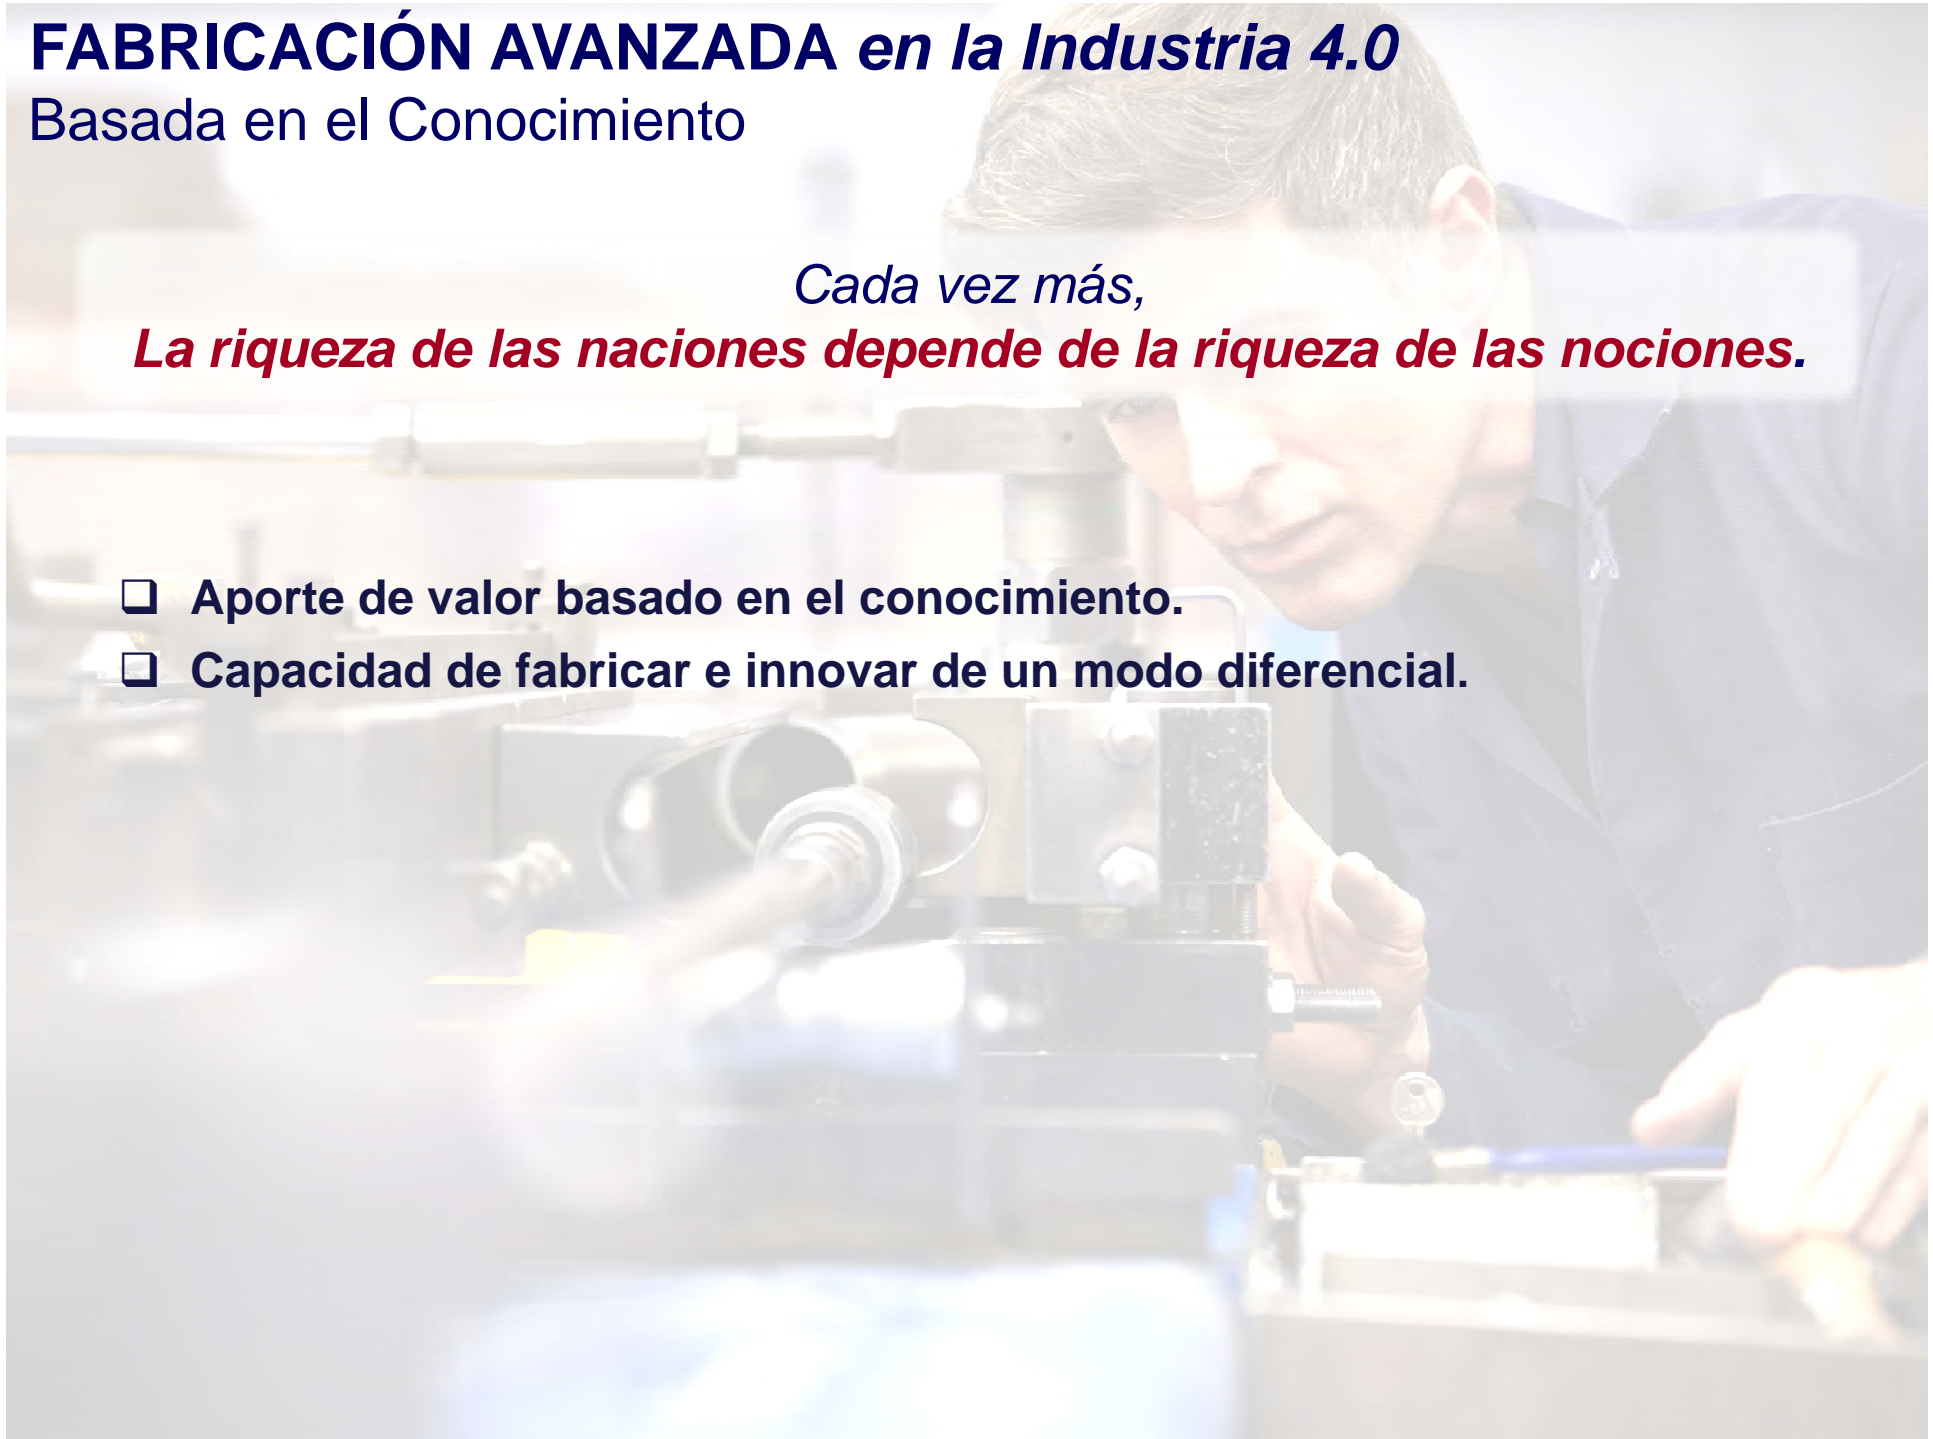 FABRICACIÓN AVANZADA en la Industria 4.0
Basada en el Conocimiento
Cada vez más,
La riqueza de las naciones depende de la riqueza de las nociones.
❑ Aporte de valor basado en el conocimiento.
❑ Capacidad de fabricar e innovar de un modo diferencial.